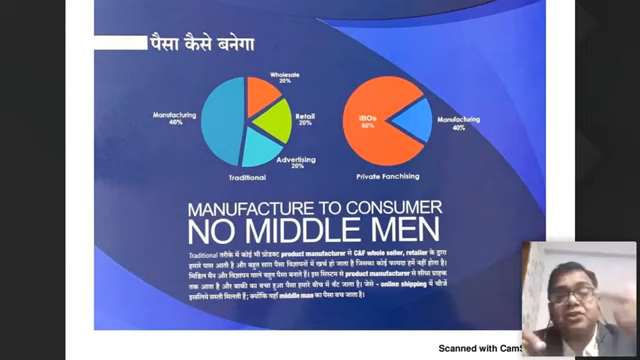 पैसा कैसे बनेगा
Wholesale
20%
Manufacturing
40%
Retail
20%
Advertising
20%
Traditional
IBOs
60%
Manufacturing
40%
Private Fanchising
MANUFACTURE TO CONSUMER
NO MIDDLE MEN
Traditional तरीके में कोई भी प्रोडक्ट product manufacturer से C&F whole seller, retailer के द्वारा
हमारे पास आती है और बहुत सारा पैसा विज्ञापनों में खर्च हो जाता है जिसका कोई फायदा हमें नहीं होता है।
मिडिल मैन और विज्ञापन वाले बहुत पैसा बनाते हैं। इस सिस्टम से product manufacturer से सीधा ग्राहक
तक आता है और बाकी का बचा हुआ पैसा हमारे बीच में बँट जाता है। जैसे - online shipping में चीजें
इसलिये सस्ती मिलती हैं; क्योंकि यहाँ middle man का पैसा बच जाता है।
Scanned with